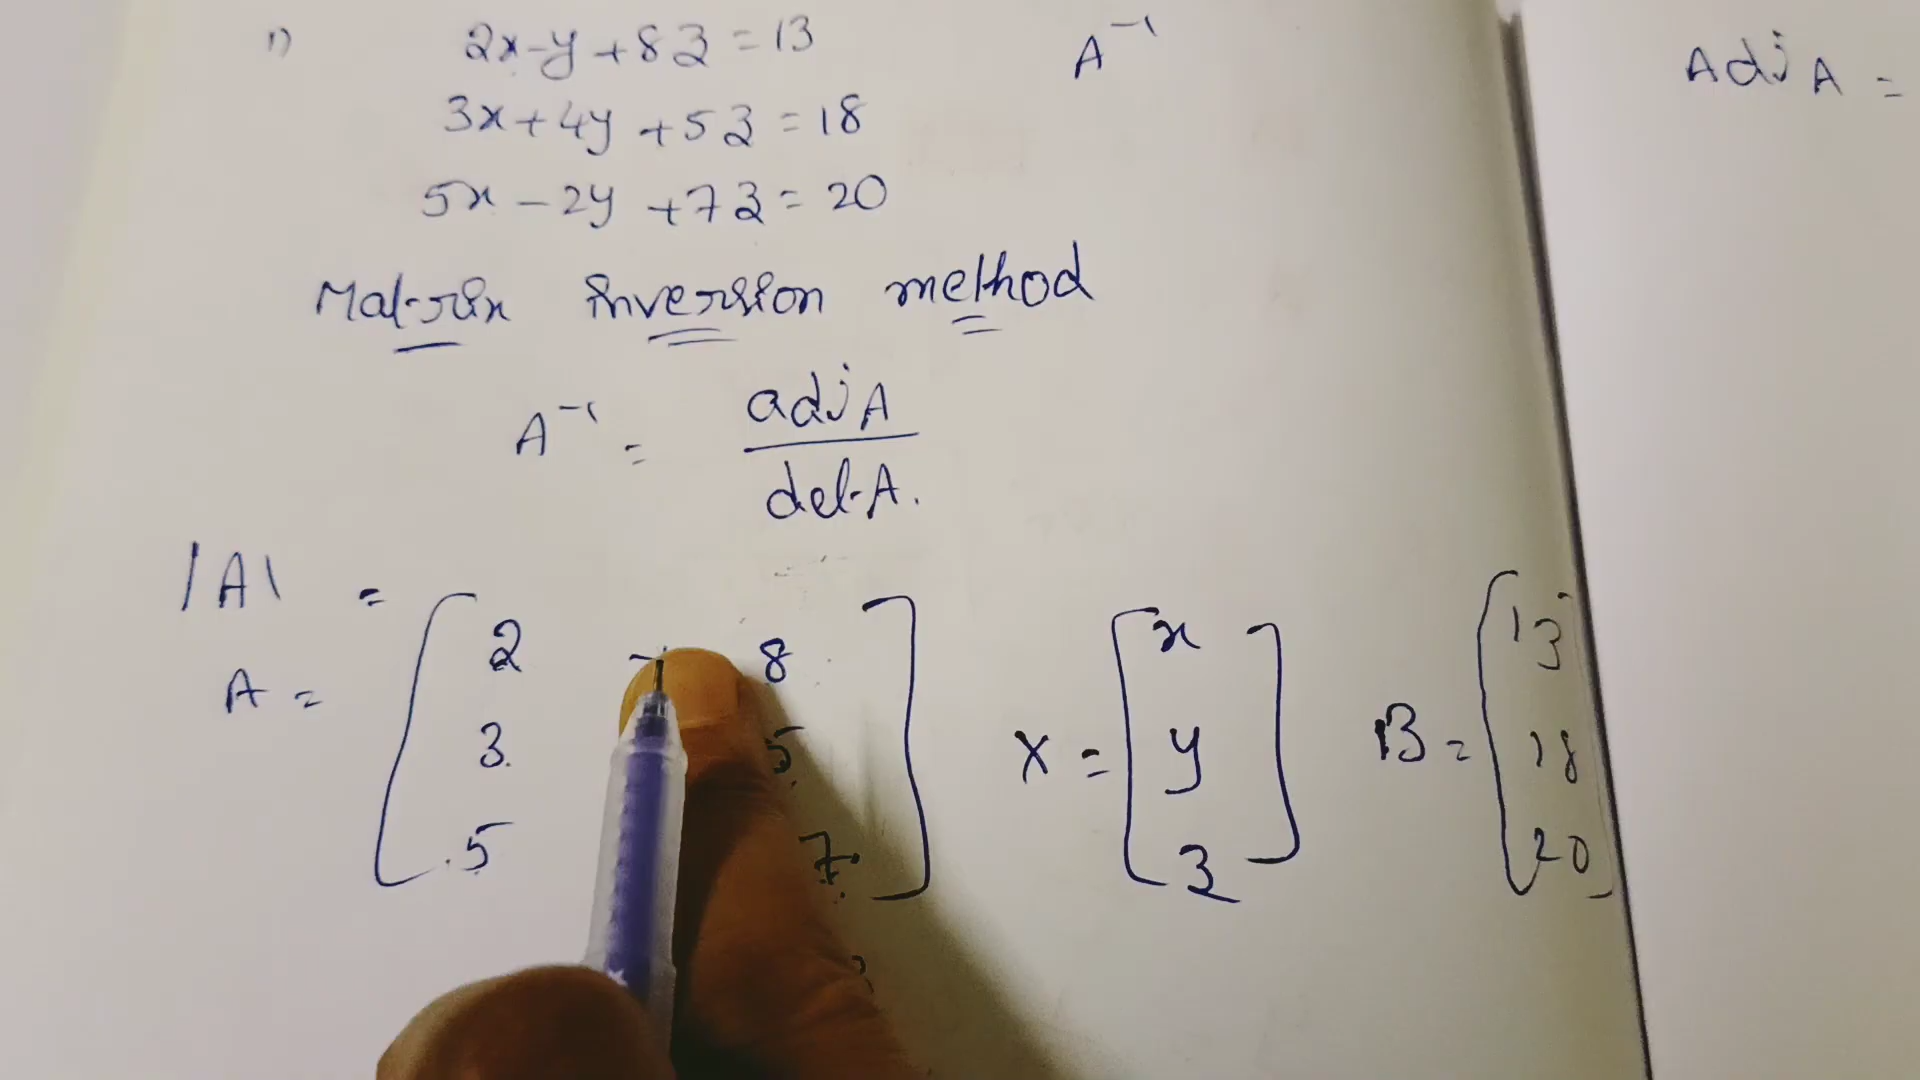 1) 2x-y+8z=13 A⁻¹
3x+4y+5z=18
5x-2y+7z=20
Matrix inversion method
A⁻¹ = adj A
det A.
|A| =
A = [ 2 - 8
3 5
5 7 ]
X = [ x
y
z ]
B = [ 13
18
20 ]
Adj A =